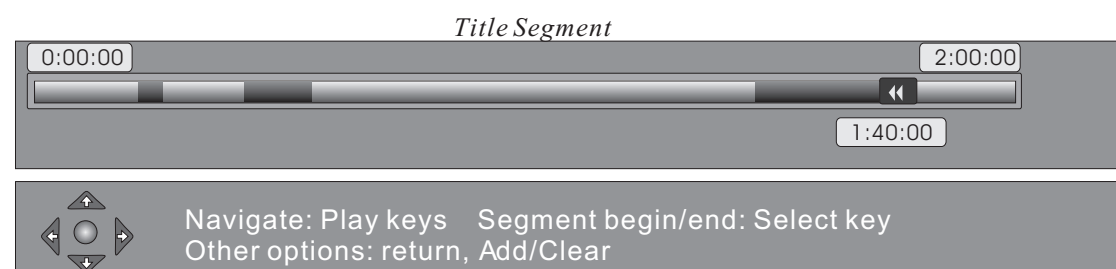 Title Segment
0:00:00 2:00:00
1:40:00
Navigate: Play keys Segment begin/end: Select key
Other options: return, Add/Clear